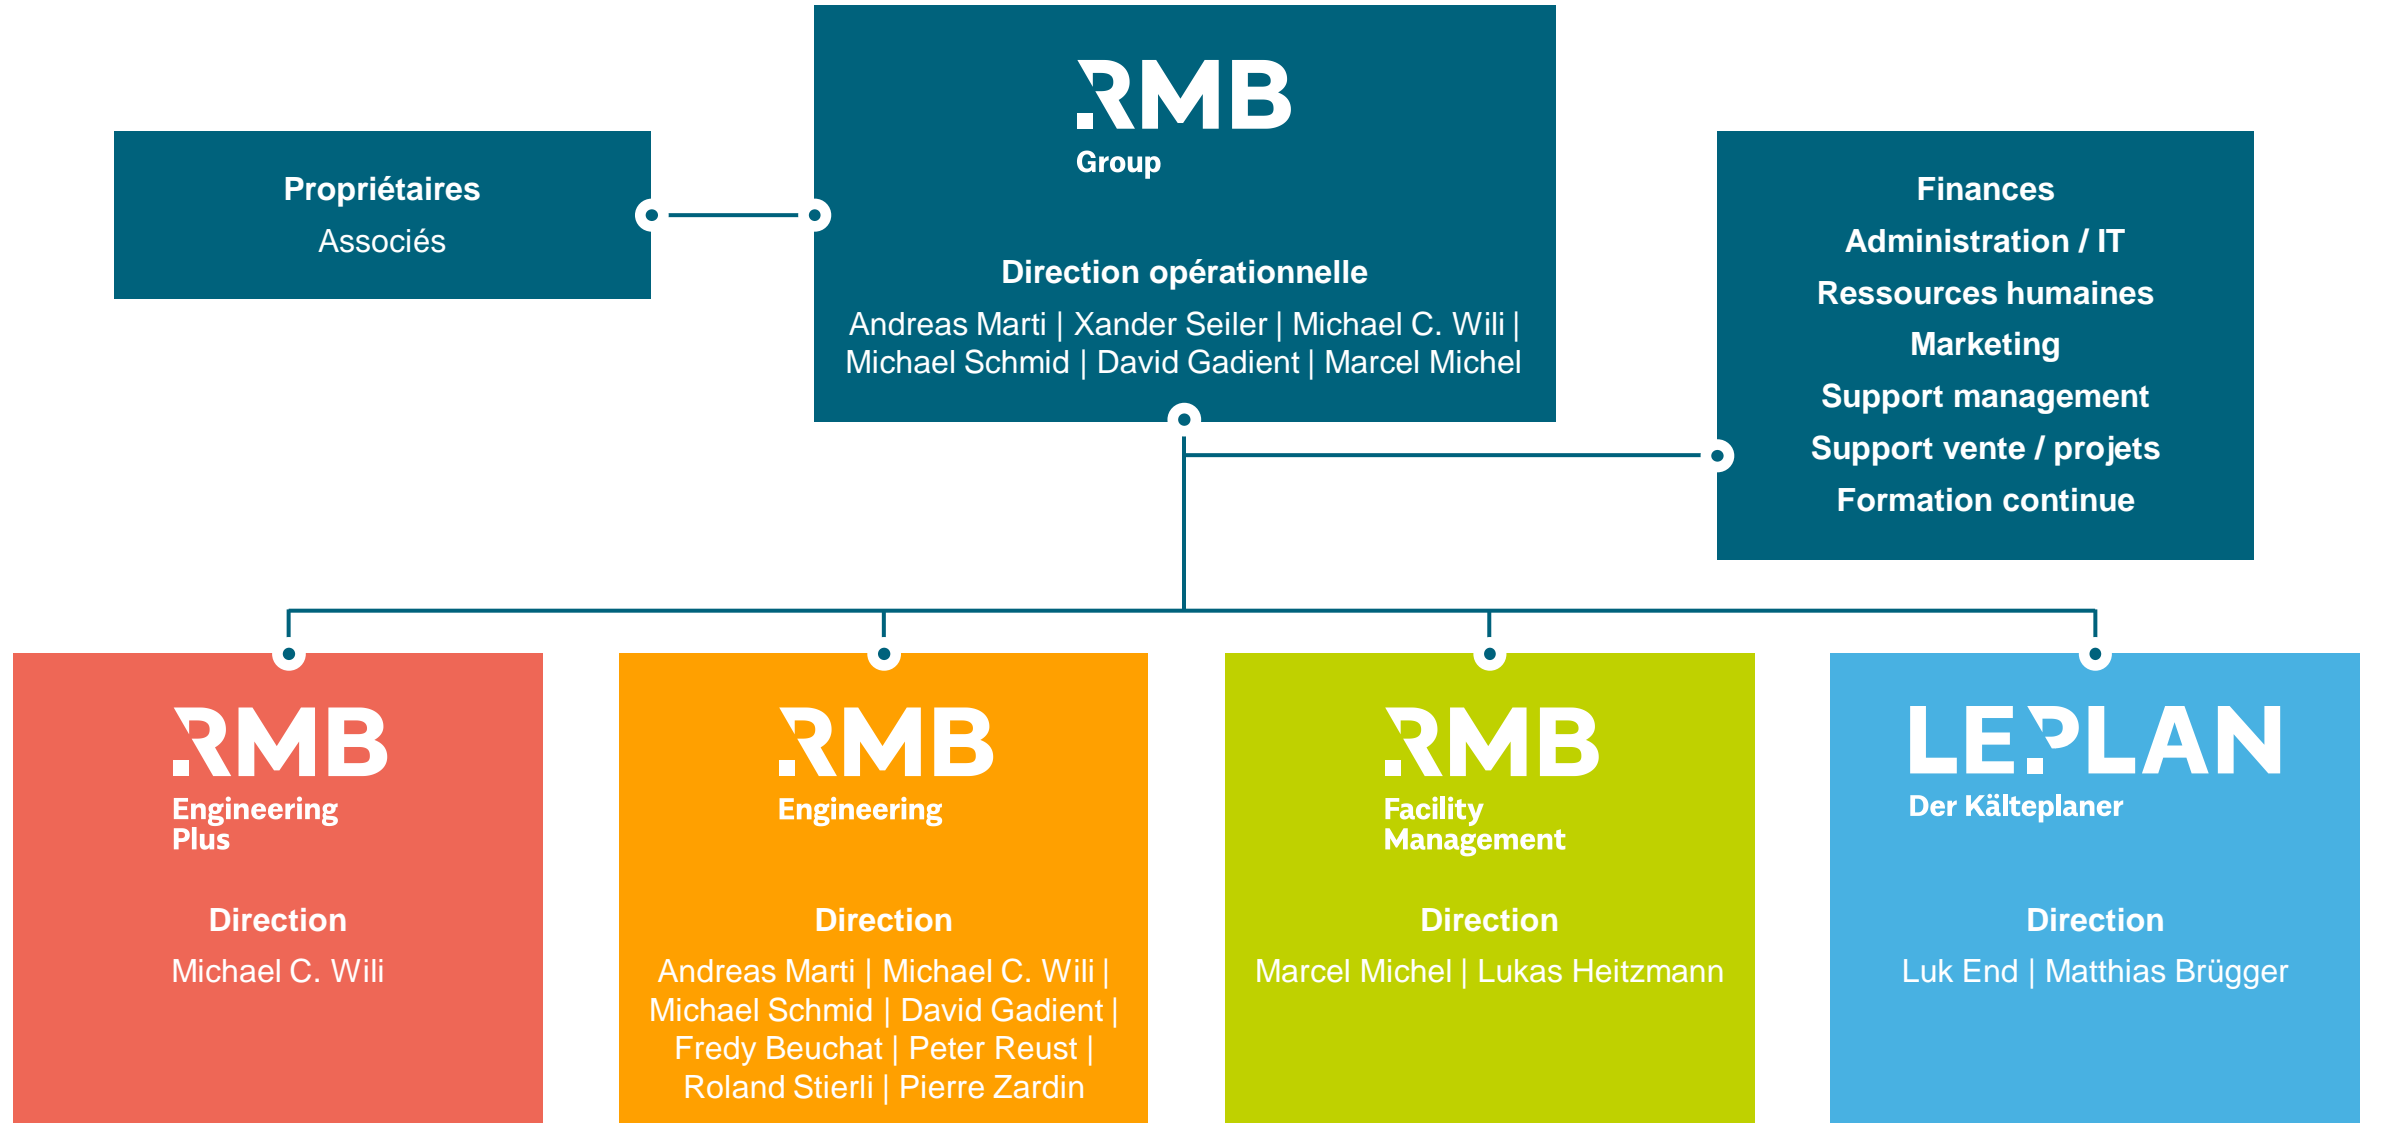 RMB
Group
Propriétaires
Associés
Direction opérationnelle
Andreas Marti | Xander Seiler | Michael C. Wili |
Michael Schmid | David Gadient | Marcel Michel
Finances
Administration / IT
Ressources humaines
Marketing
Support management
Support vente / projets
Formation continue
RMB
Engineering
Plus
Direction
Michael C. Wili
RMB
Engineering
Direction
Andreas Marti | Michael C. Wili |
Michael Schmid | David Gadient |
Fredy Beuchat | Peter Reust |
Roland Stierli | Pierre Zardin
RMB
Facility
Management
Direction
Marcel Michel | Lukas Heitzmann
LEPLAN
Der Kälteplaner
Direction
Luk End | Matthias Brügger